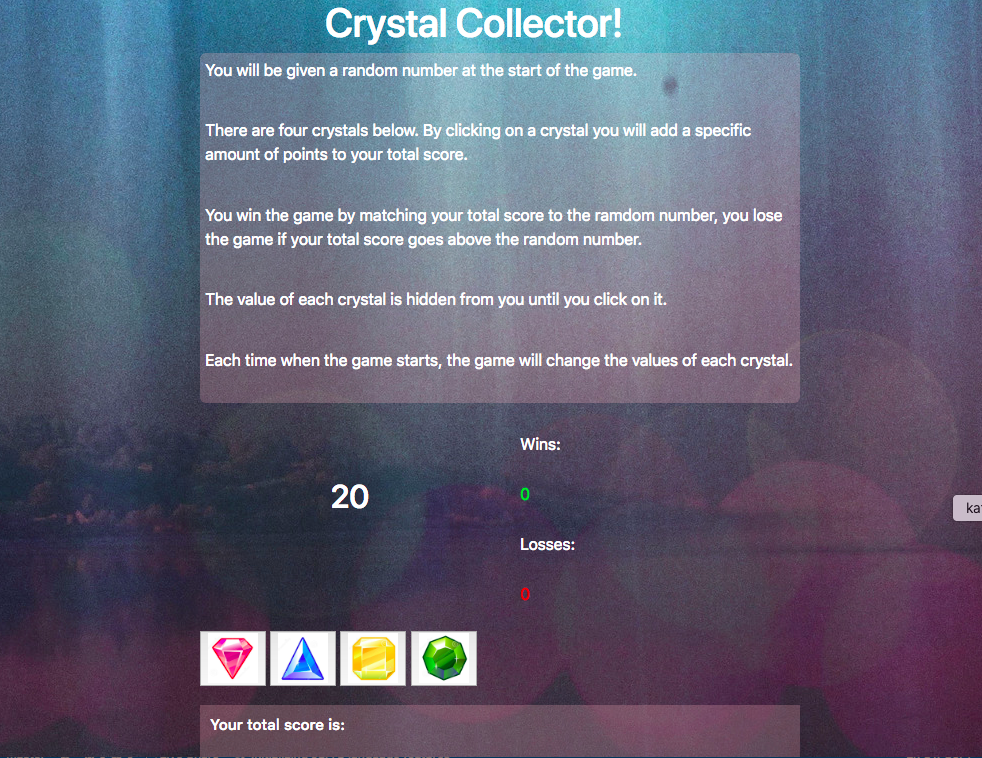 Crystal Collector!
You will be given a random number at the start of the game.
There are four crystals below. By clicking on a crystal you will add a specific
amount of points to your total score.
You win the game by matching your total score to the ramdom number, you lose
the game if your total score goes above the random number.
The value of each crystal is hidden from you until you click on it.
Each time when the game starts, the game will change the values of each crystal.
Wins:
20
0
Losses:
0
Your total score is: